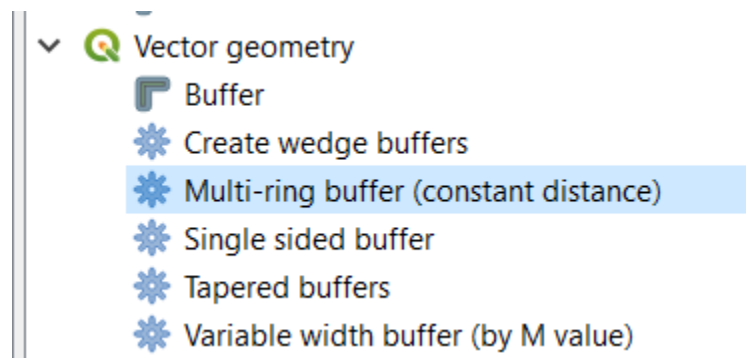 Vector geometry
Buffer
Create wedge buffers
Multi-ring buffer (constant distance)
Single sided buffer
Tapered buffers
Variable width buffer (by M value)